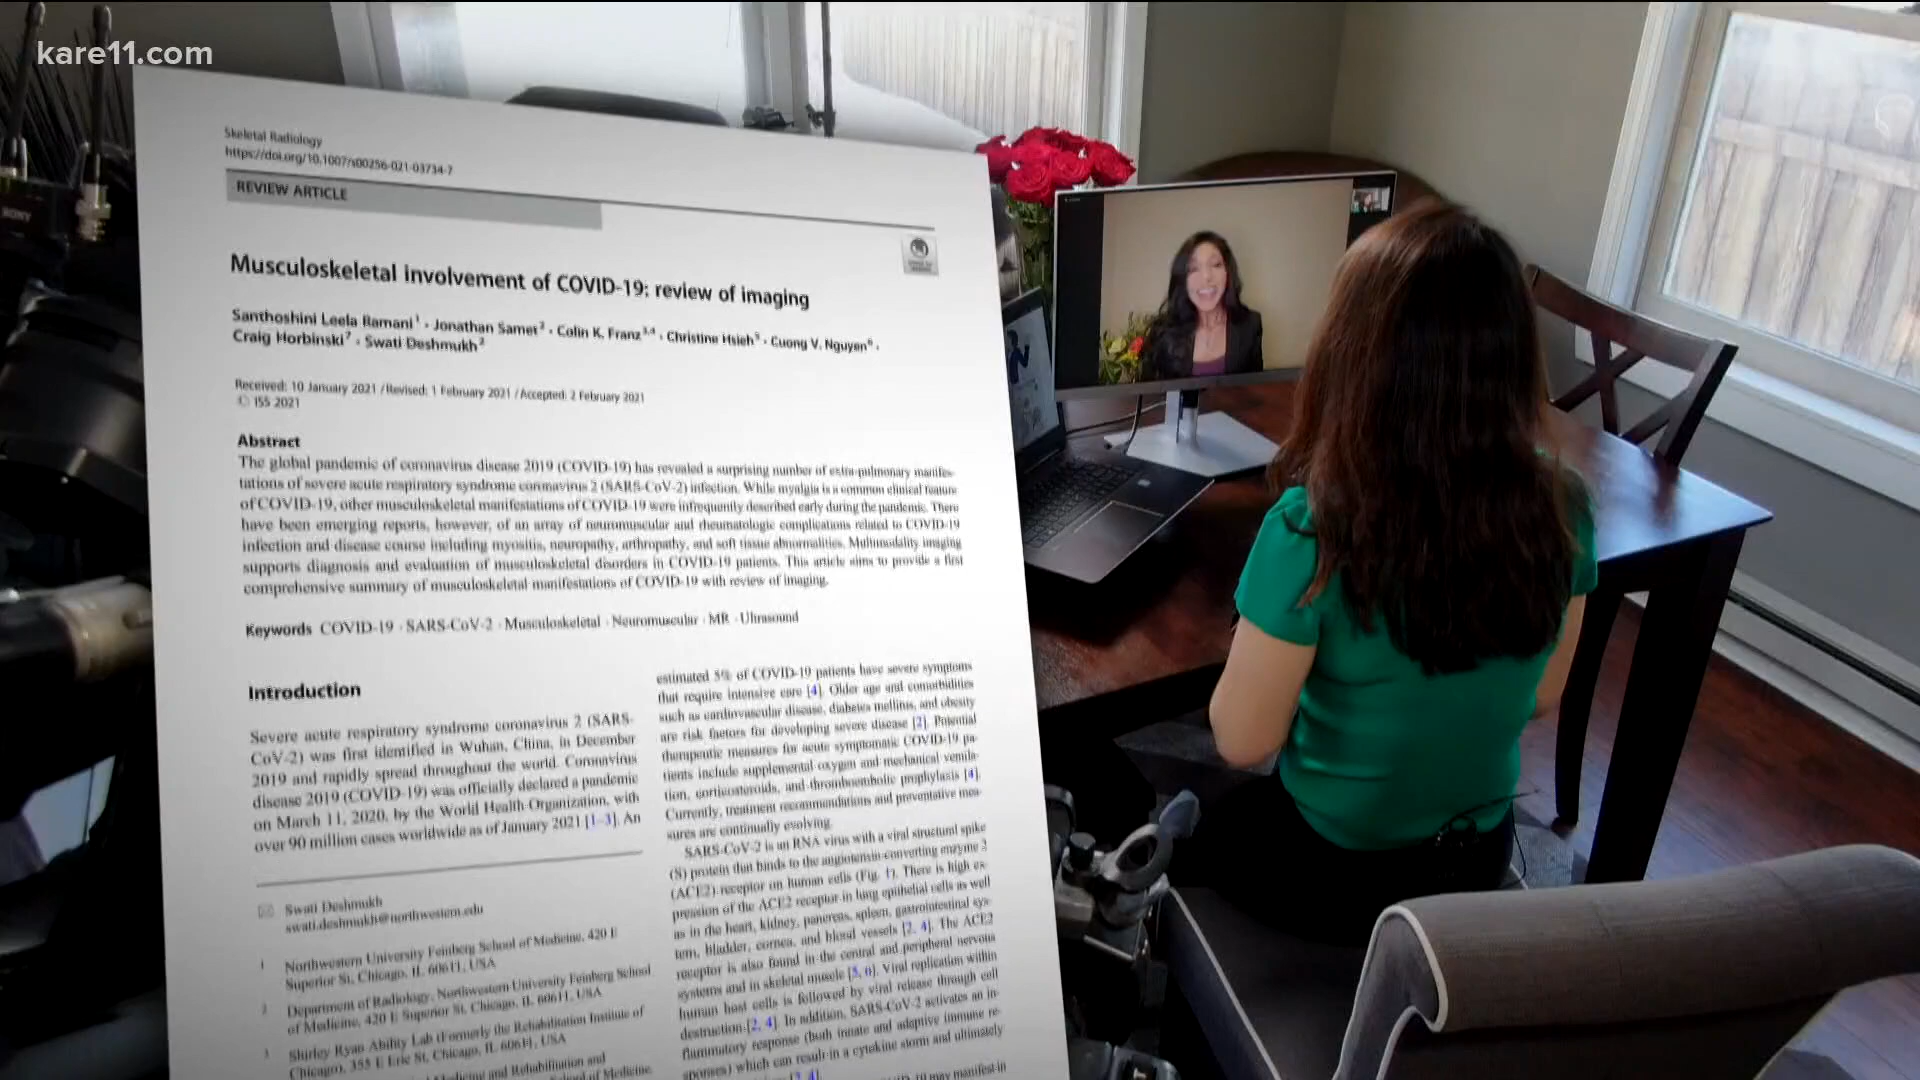 kare11.com
SONY
Skeletal Radiology
https://doi.org/10.1007/s00256-021-03734-7
REVIEW ARTICLE
Musculoskeletal involvement of COVID-19: review of imaging
Santhoshini Leela Ramani1 · Jonathan Samet2 · Colin K. Franz3,4 · Christine Hsieh5 · Cuong V. Nguyen6 ·
Craig Horbinski7 · Swati Deshmukh2
Received: 10 January 2021 / Revised: 1 February 2021 / Accepted: 2 February 2021
© ISS 2021
Abstract
The global pandemic of coronavirus disease 2019 (COVID-19) has revealed a surprising number of extra-pulmonary manifes-
tations of severe acute respiratory syndrome coronavirus 2 (SARS-CoV-2) infection. While myalgia is a common clinical feature
of COVID-19, other musculoskeletal manifestations of COVID-19 were infrequently described early during the pandemic. There
have been emerging reports, however, of an array of neuromuscular and rheumatologic complications related to COVID-19
infection and disease course including myositis, neuropathy, arthropathy, and soft tissue abnormalities. Multimodality imaging
supports diagnosis and evaluation of musculoskeletal disorders in COVID-19 patients. This article aims to provide a first
comprehensive summary of musculoskeletal manifestations of COVID-19 with review of imaging.
Keywords COVID-19 · SARS-CoV-2 · Musculoskeletal · Neuromuscular · MR · Ultrasound
Introduction
Severe acute respiratory syndrome coronavirus 2 (SARS-
CoV-2) was first identified in Wuhan, China, in December
2019 and rapidly spread throughout the world. Coronavirus
disease 2019 (COVID-19) was officially declared a pandemic
on March 11, 2020, by the World Health Organization, with
over 90 million cases worldwide as of January 2021 [1–3]. An
Swati Deshmukh
swati.deshmukh@northwestern.edu
1 Northwestern University Feinberg School of Medicine, 420 E
Superior St, Chicago, IL 60611, USA
2 Department of Radiology, Northwestern University Feinberg School
of Medicine, 420 E Superior St, Chicago, IL 60611, USA
3 Shirley Ryan Ability Lab (Formerly the Rehabilitation Institute of
Chicago), 355 E Erie St, Chicago, IL 60611, USA
Medicine and Rehabilitation and
School of Medicine,
estimated 5% of COVID-19 patients have severe symptoms
that require intensive care [4]. Older age and comorbidities
such as cardiovascular disease, diabetes mellitus, and obesity
are risk factors for developing severe disease [2]. Potential
therapeutic measures for acute symptomatic COVID-19 pa-
tients include supplemental oxygen and mechanical ventila-
tion, corticosteroids, and thromboembolic prophylaxis [4].
Currently, treatment recommendations and preventative mea-
sures are continually evolving.
SARS-CoV-2 is an RNA virus with a viral structural spike
(S) protein that binds to the angiotensin-converting enzyme 2
(ACE2) receptor on human cells (Fig. 1). There is high ex-
pression of the ACE2 receptor in lung epithelial cells as well
as in the heart, kidney, pancreas, spleen, gastrointestinal sys-
tem, bladder, cornea, and blood vessels [2, 4]. The ACE2
receptor is also found in the central and peripheral nervous
systems and in skeletal muscle [5, 6]. Viral replication within
human host cells is followed by viral release through cell
destruction [2, 4]. In addition, SARS-CoV-2 activates an in-
flammatory response (both innate and adaptive immune re-
sponses) which can result in a cytokine storm and ultimately
[3, 4].
may manifest in